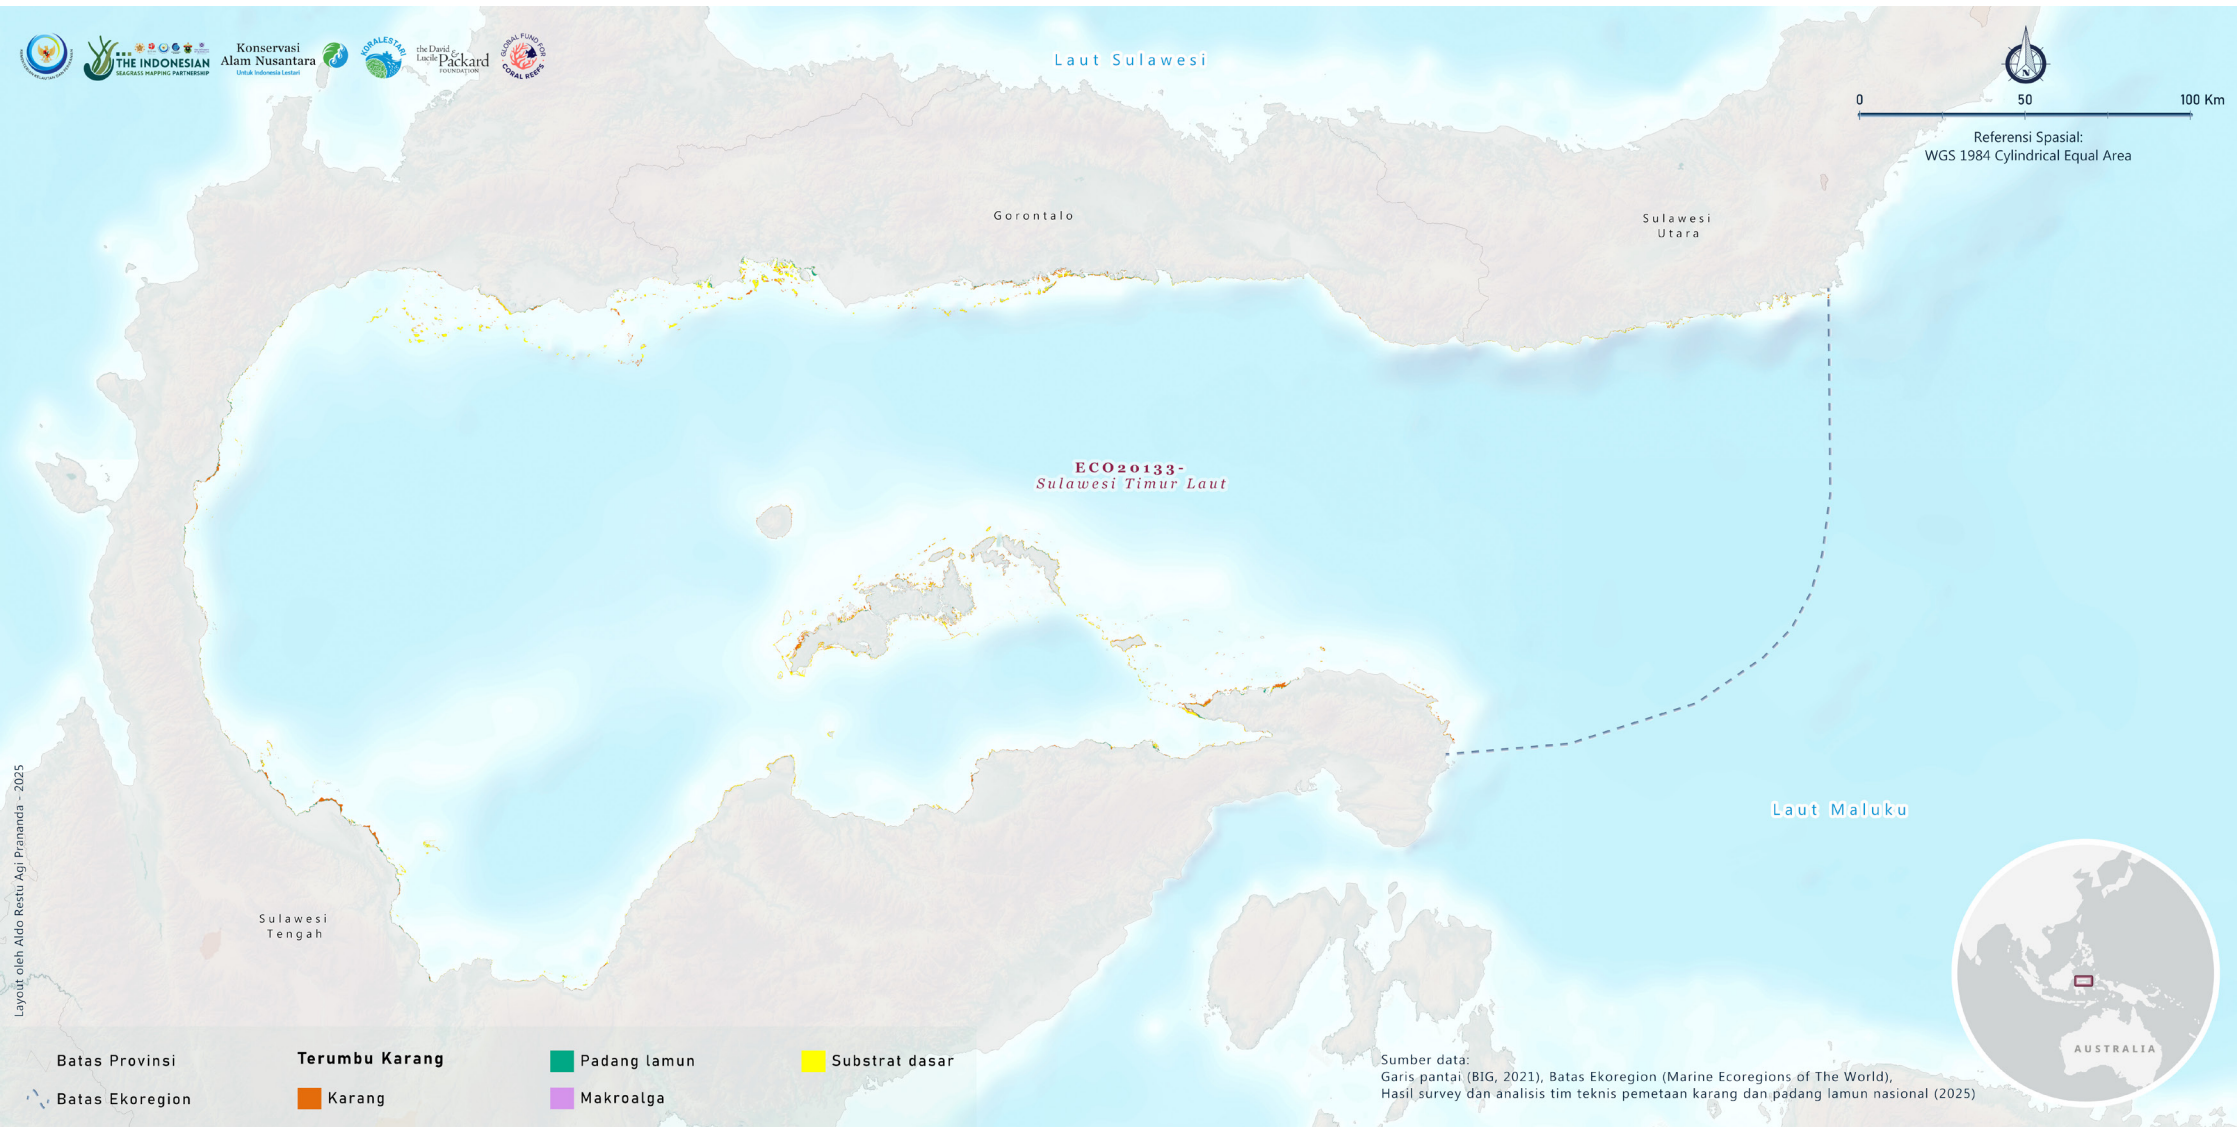 THE INDONESIAN
SEAGRASS MAPPING PARTNERSHIP
Konservasi
Alam Nusantara
Untuk Indonesia Lestari
KORALESTARI
the David &
Lucile Packard
FOUNDATION
GLOBAL FUND FOR
CORAL REEFS
Laut Sulawesi
N
0 50 100 Km
Referensi Spasial:
WGS 1984 Cylindrical Equal Area
Gorontalo
Sulawesi
Utara
ECO20133-
Sulawesi Timur Laut
Laut Maluku
Sulawesi
Tengah
Layout oleh Aldo Restu Agi Prananda - 2025
Batas Provinsi
Batas Ekoregion
Terumbu Karang
Karang
Padang lamun
Makroalga
Substrat dasar
Sumber data:
Garis pantai (BIG, 2021), Batas Ekoregion (Marine Ecoregions of The World),
Hasil survey dan analisis tim teknis pemetaan karang dan padang lamun nasional (2025)
AUSTRALIA